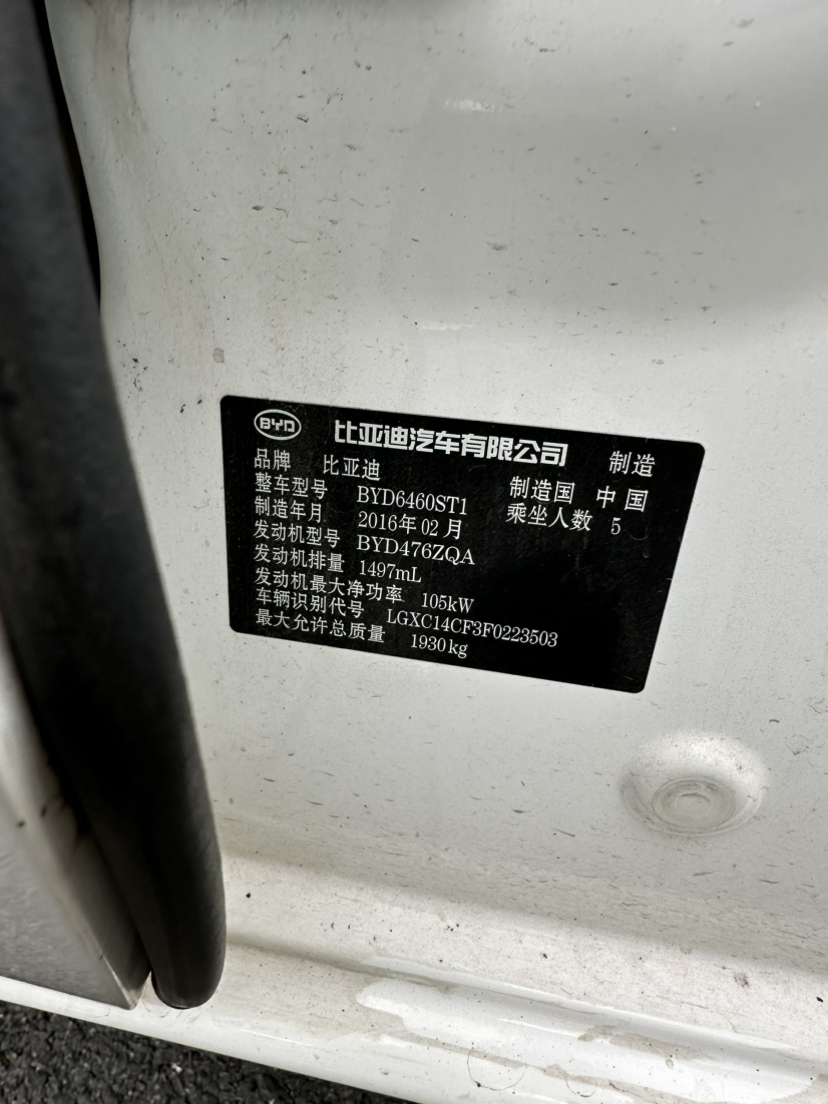 BYD 比亚迪汽车有限公司 制造
品牌 比亚迪
整车型号 BYD6460ST1 制造国 中国
制造年月 2016年02月 乘坐人数 5
发动机型号 BYD476ZQA
发动机排量 1497mL
发动机最大净功率 105kW
车辆识别代号 LGXC14CF3F0223503
最大允许总质量 1930kg